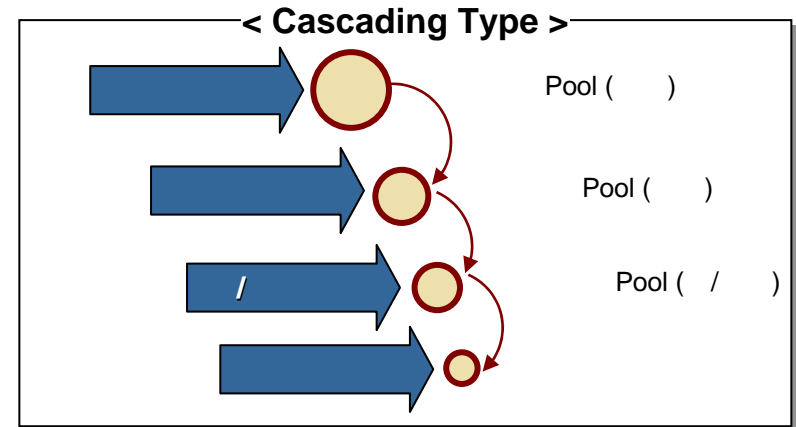 < Cascading Type >
Pool (     )
Pool (     )
/
Pool (  /     )